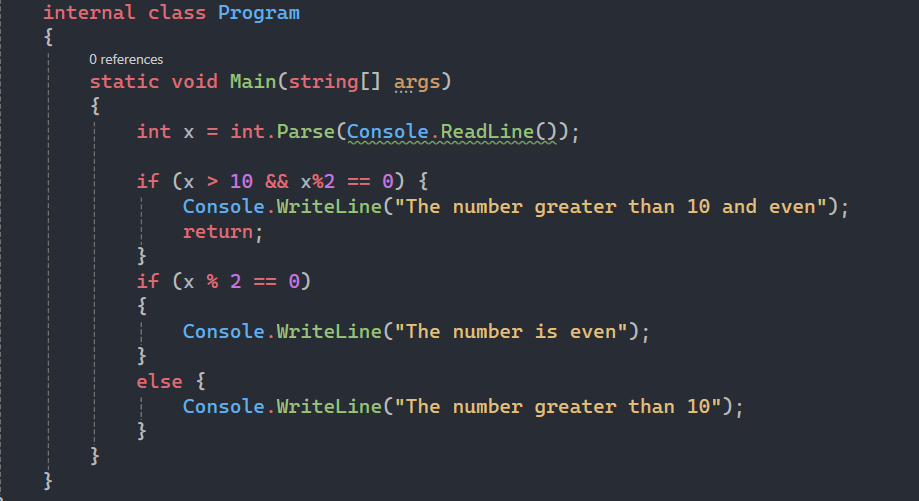 internal class Program
{
0 references
static void Main(string[] args)
{
int x = int.Parse(Console.ReadLine());
if (x > 10 && x%2 == 0) {
Console.WriteLine("The number greater than 10 and even");
return;
}
if (x % 2 == 0)
{
Console.WriteLine("The number is even");
}
else {
Console.WriteLine("The number greater than 10");
}
}
}